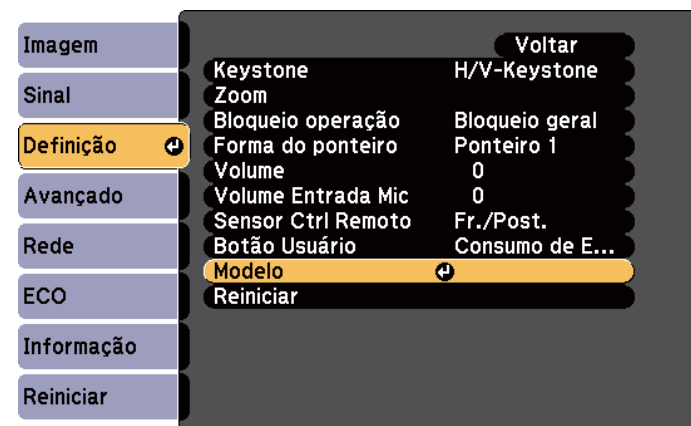 Imagem
Sinal
Definição
Avançado
Rede
ECO
Informação
Reiniciar
Voltar
Keystone H/V-Keystone
Zoom
Bloqueio operação Bloqueio geral
Forma do ponteiro Ponteiro 1
Volume 0
Volume Entrada Mic 0
Sensor Ctrl Remoto Fr./Post.
Botão Usuário Consumo de E...
Modelo
Reiniciar